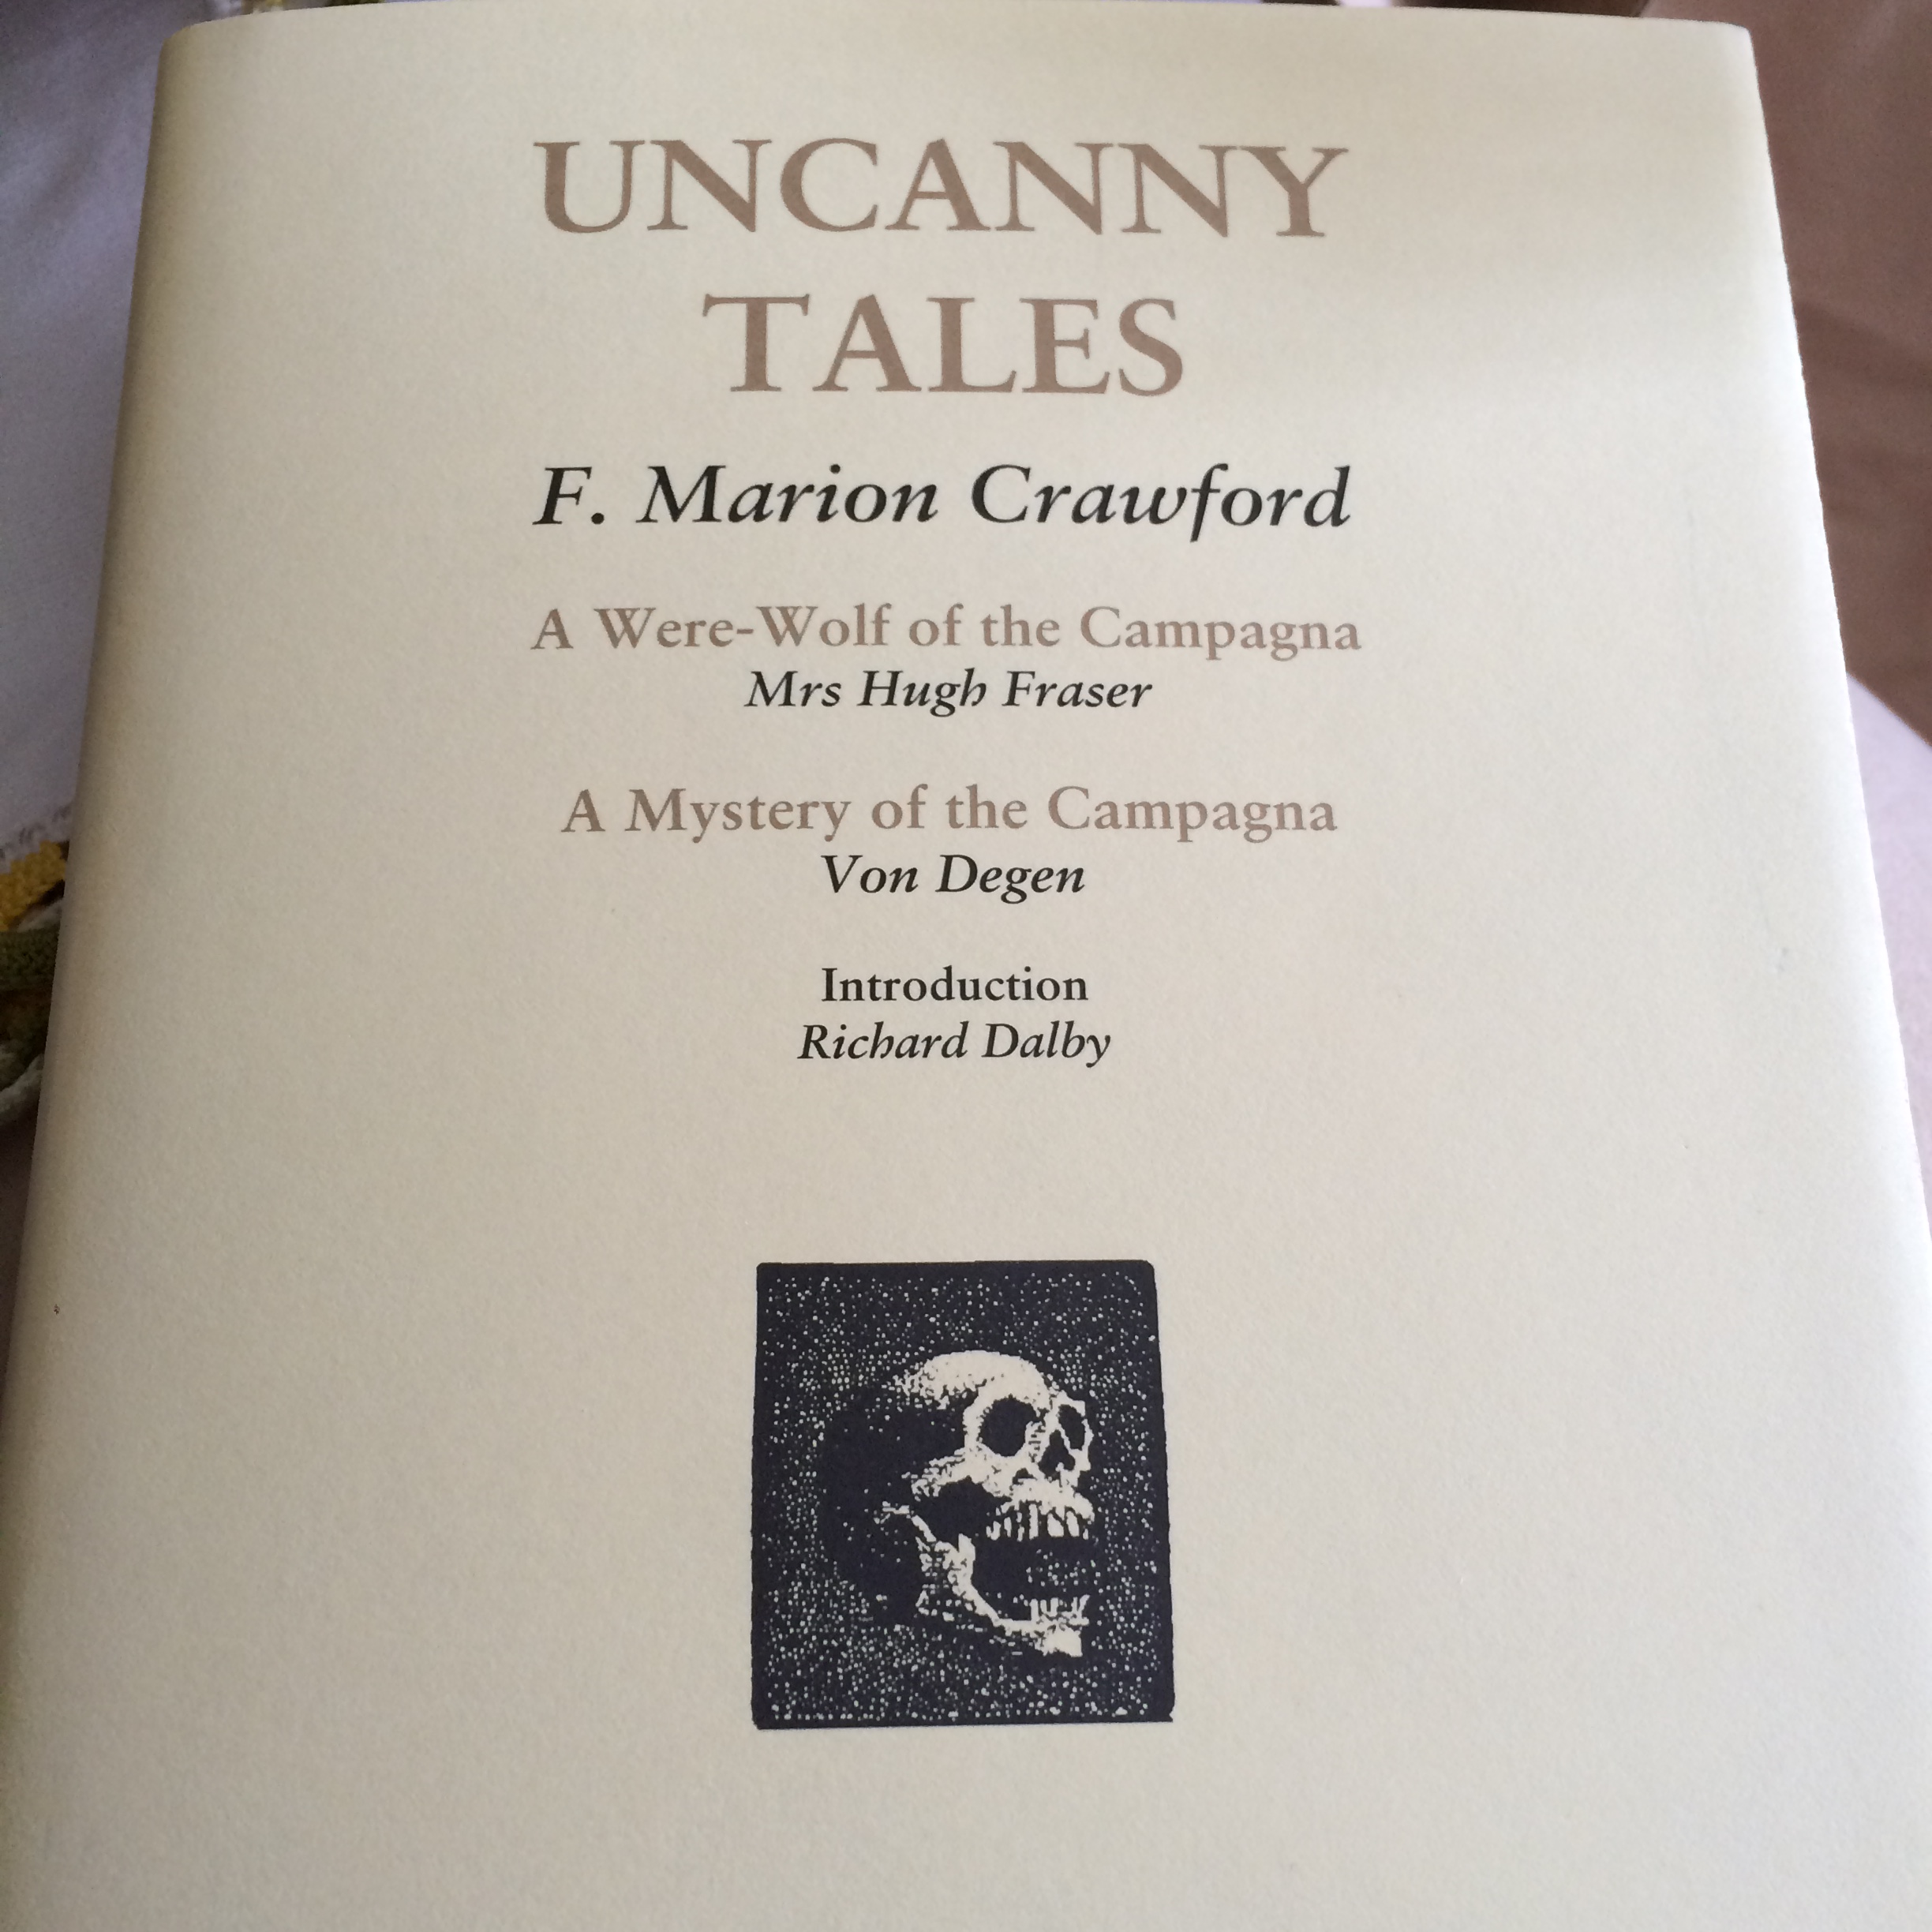 UNCANNY
TALES
F. Marion Crawford
A Were-Wolf of the Campagna
Mrs Hugh Fraser
A Mystery of the Campagna
Von Degen
Introduction
Richard Dalby